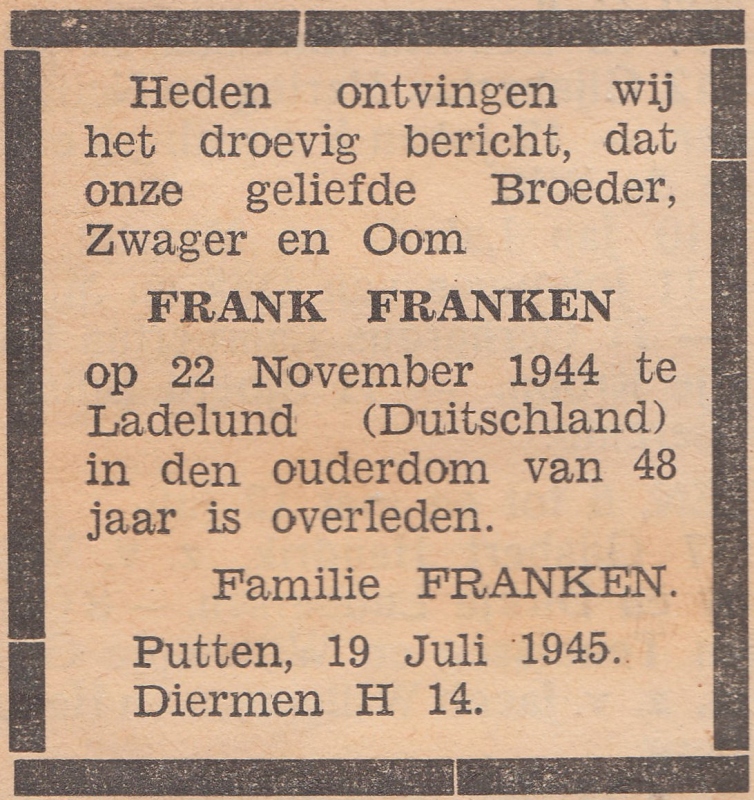 Heden ontvingen wij
het droevig bericht, dat
onze geliefde Broeder,
Zwager en Oom
FRANK FRANKEN
op 22 November 1944 te
Ladelund (Duitschland)
in den ouderdom van 48
jaar is overleden.
Familie FRANKEN.
Putten, 19 Juli 1945.
Diermen H 14.